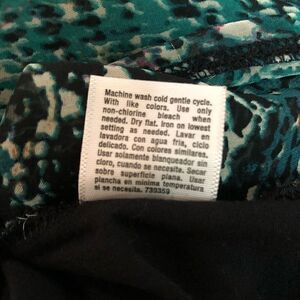 Machine wash cold gentle cycle.
With like colors. Use only
non-chlorine bleach when
needed. Dry flat. Iron on lowest
setting as needed. Lavar en
lavadora con agua fria, ciclo
delicado. Con colores similares.
Usar solamente blanqueador sin
cloro, cuando se necesite. Secar
sobre superficie plana. Usar
plancha en minima temperatura
si se necesita. 739359